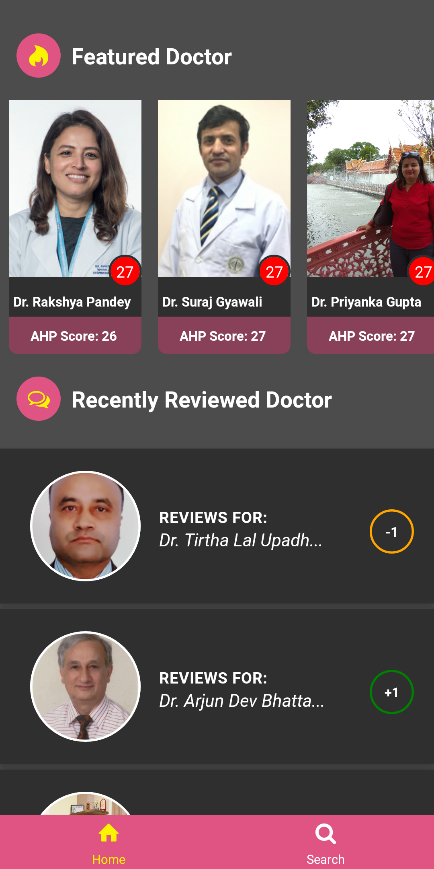 Featured Doctor
27
27
27
Dr. Rakshya Pandey
Dr. Suraj Gyawali
Dr. Priyanka Gupta
AHP Score: 26
AHP Score: 27
AHP Score: 27
Recently Reviewed Doctor
REVIEWS FOR:
Dr. Tirtha Lal Upadh...
-1
REVIEWS FOR:
Dr. Arjun Dev Bhatta...
+1
Home
Search